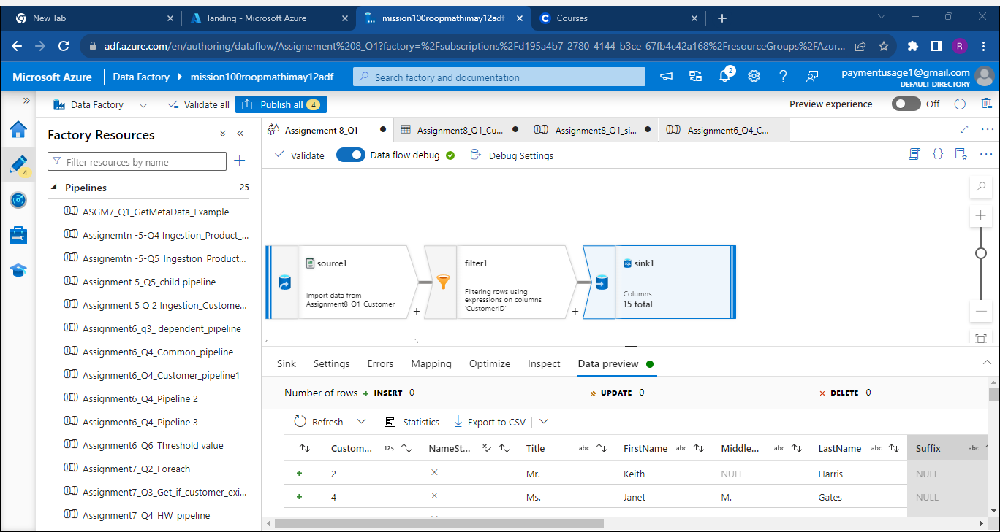 New Tab
landing - Microsoft Azure
mission100roopmathimay12adf
Courses
adf.azure.com/en/authoring/dataflow/Assignement%208_Q1?factory=%2Fsubscriptions%2Fd195a4b7-2780-4144-b3ce-67fb4c42a168%2FresourceGroups%2FAzur...
R
Microsoft Azure
Data Factory
mission100roopmathimay12adf
Search factory and documentation
2
paymentusage1@gmail.com
DEFAULT DIRECTORY
Data Factory
Validate all
Publish all 4
Preview experience
Off
4
Factory Resources
Filter resources by name
Pipelines 25
ASGM7_Q1_GetMetaData_Example
Assignemtn -5-Q4 Ingestion_Product_...
Assignemtn -5-Q5_Ingestion_Product...
Assignment 5_Q5_child pipeline
Assignment 5 Q 2 Ingestion_Custome...
Assignment6_q3_ dependent_pipeline
Assignment6_Q4_Common_pipeline
Assignment6_Q4_Customer_pipeline1
Assignment6_Q4_Pipeline 2
Assignment6_Q4_Pipeline 3
Assignment6_Q6_Threshold value
Assignment7_Q2_Foreach
Assignment7_Q3_Get_if_customer_exi...
Assignment7_Q4_HW_pipeline
Assignement 8_Q1
Assignment8_Q1_Cu...
Assignment8_Q1_si...
Assignment6_Q4_C...
Validate
Data flow debug
Debug Settings
source1
Import data from
Assignment8_Q1_Customer
filter1
Filtering rows using
expressions on columns
'CustomerID'
SQL sink1
Columns:
15 total
Sink Settings Errors Mapping Optimize Inspect Data preview
Number of rows + INSERT 0 UPDATE 0 DELETE 0
Refresh Statistics Export to CSV
Custom... 12s NameSt... Title abc FirstName abc Middle... abc LastName abc Suffix abc
+ 2 Mr. Keith NULL Harris NULL
+ 4 Ms. Janet M. Gates NULL